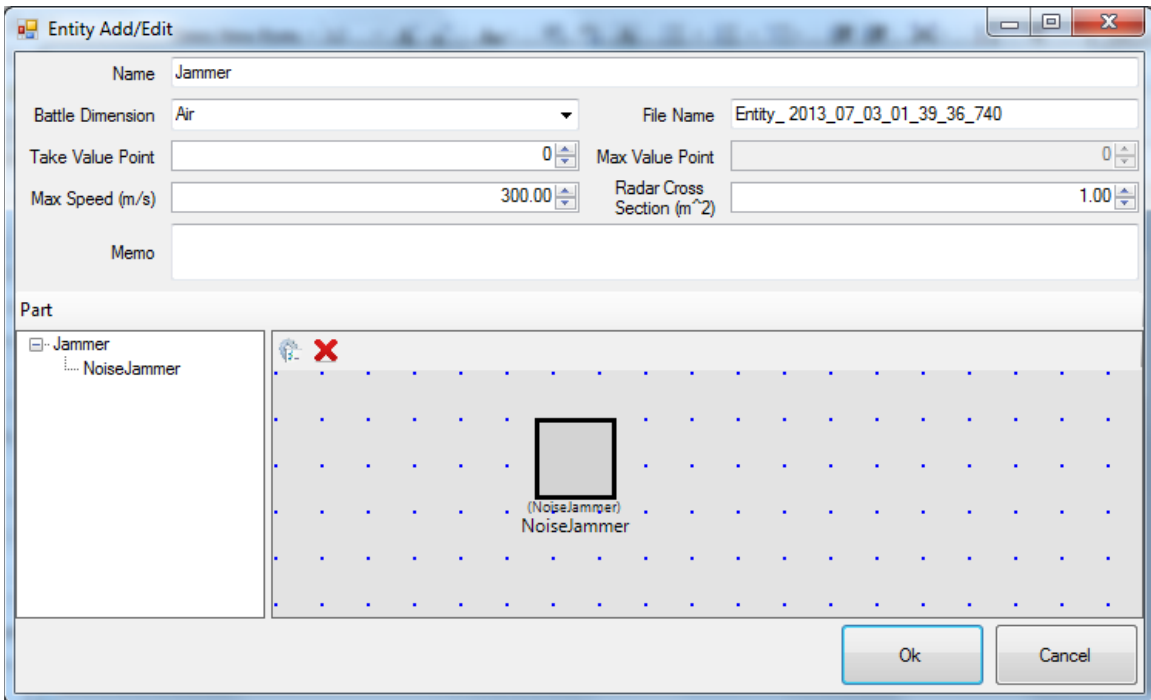 Entity Add/Edit
Name Jammer
Battle Dimension Air File Name Entity_ 2013_07_03_01_39_36_740
Take Value Point 0 Max Value Point 0
Max Speed (m/s) 300.00 Radar Cross
Section (m^2) 1.00
Memo
Part
Jammer
NoiseJammer
(NoiseJammer)
NoiseJammer
Ok Cancel